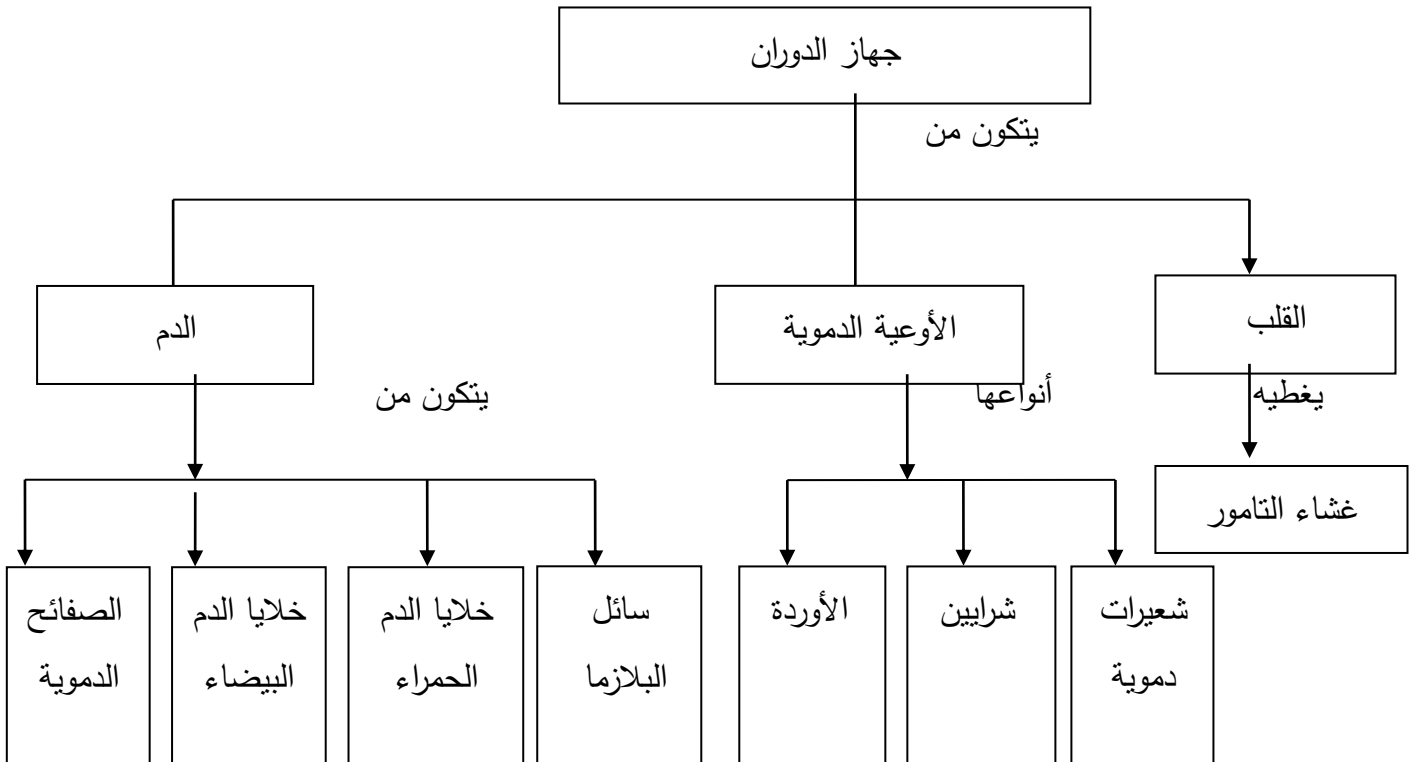 جهاز الدوران
يتكون من
القلب
الأوعية الدموية
الدم
يغطيه
أنواعها
يتكون من
غشاء التامور
شعيرات
دموية
شرايين
الأوردة
سائل
البلازما
خلايا الدم
الحمراء
خلايا الدم
البيضاء
الصفائح
الدموية